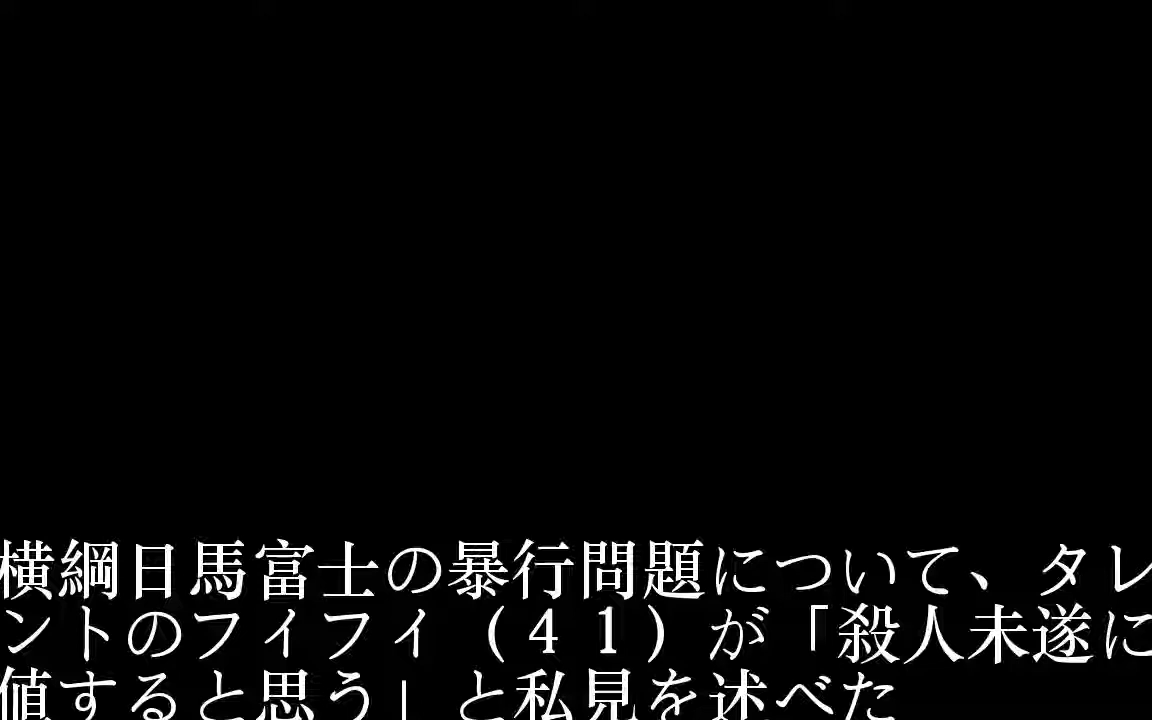 横綱日馬富士の暴行問題について、タレ
ントのフィフィ（４１）が「殺人未遂に
値すると思う」と私見を述べた